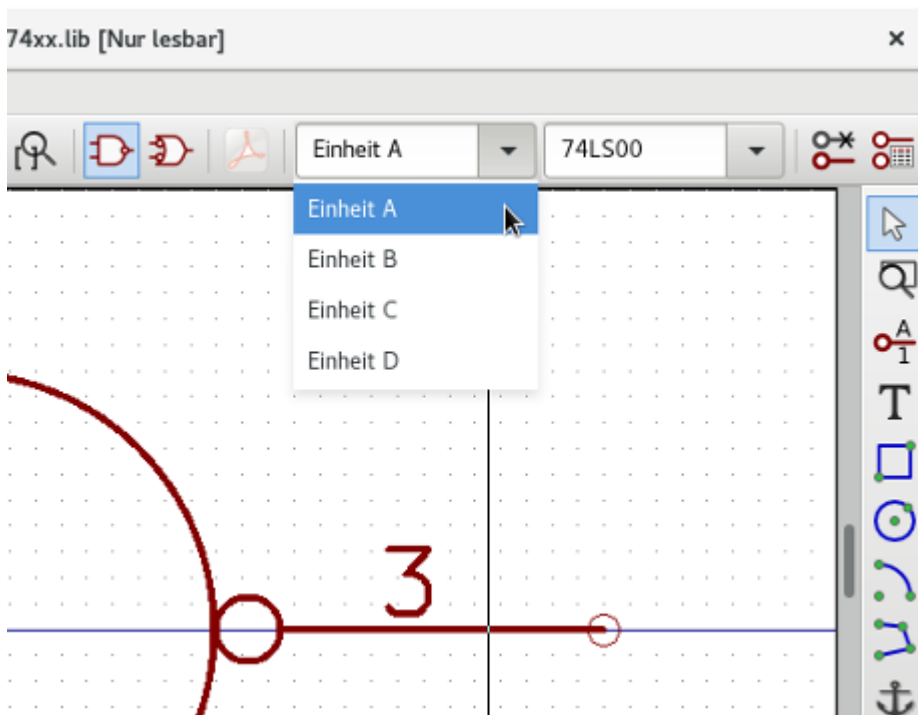 74xx.lib [Nur lesbar]
Einheit A
74LS00
Einheit A
Einheit B
Einheit C
Einheit D
A
1
T
3